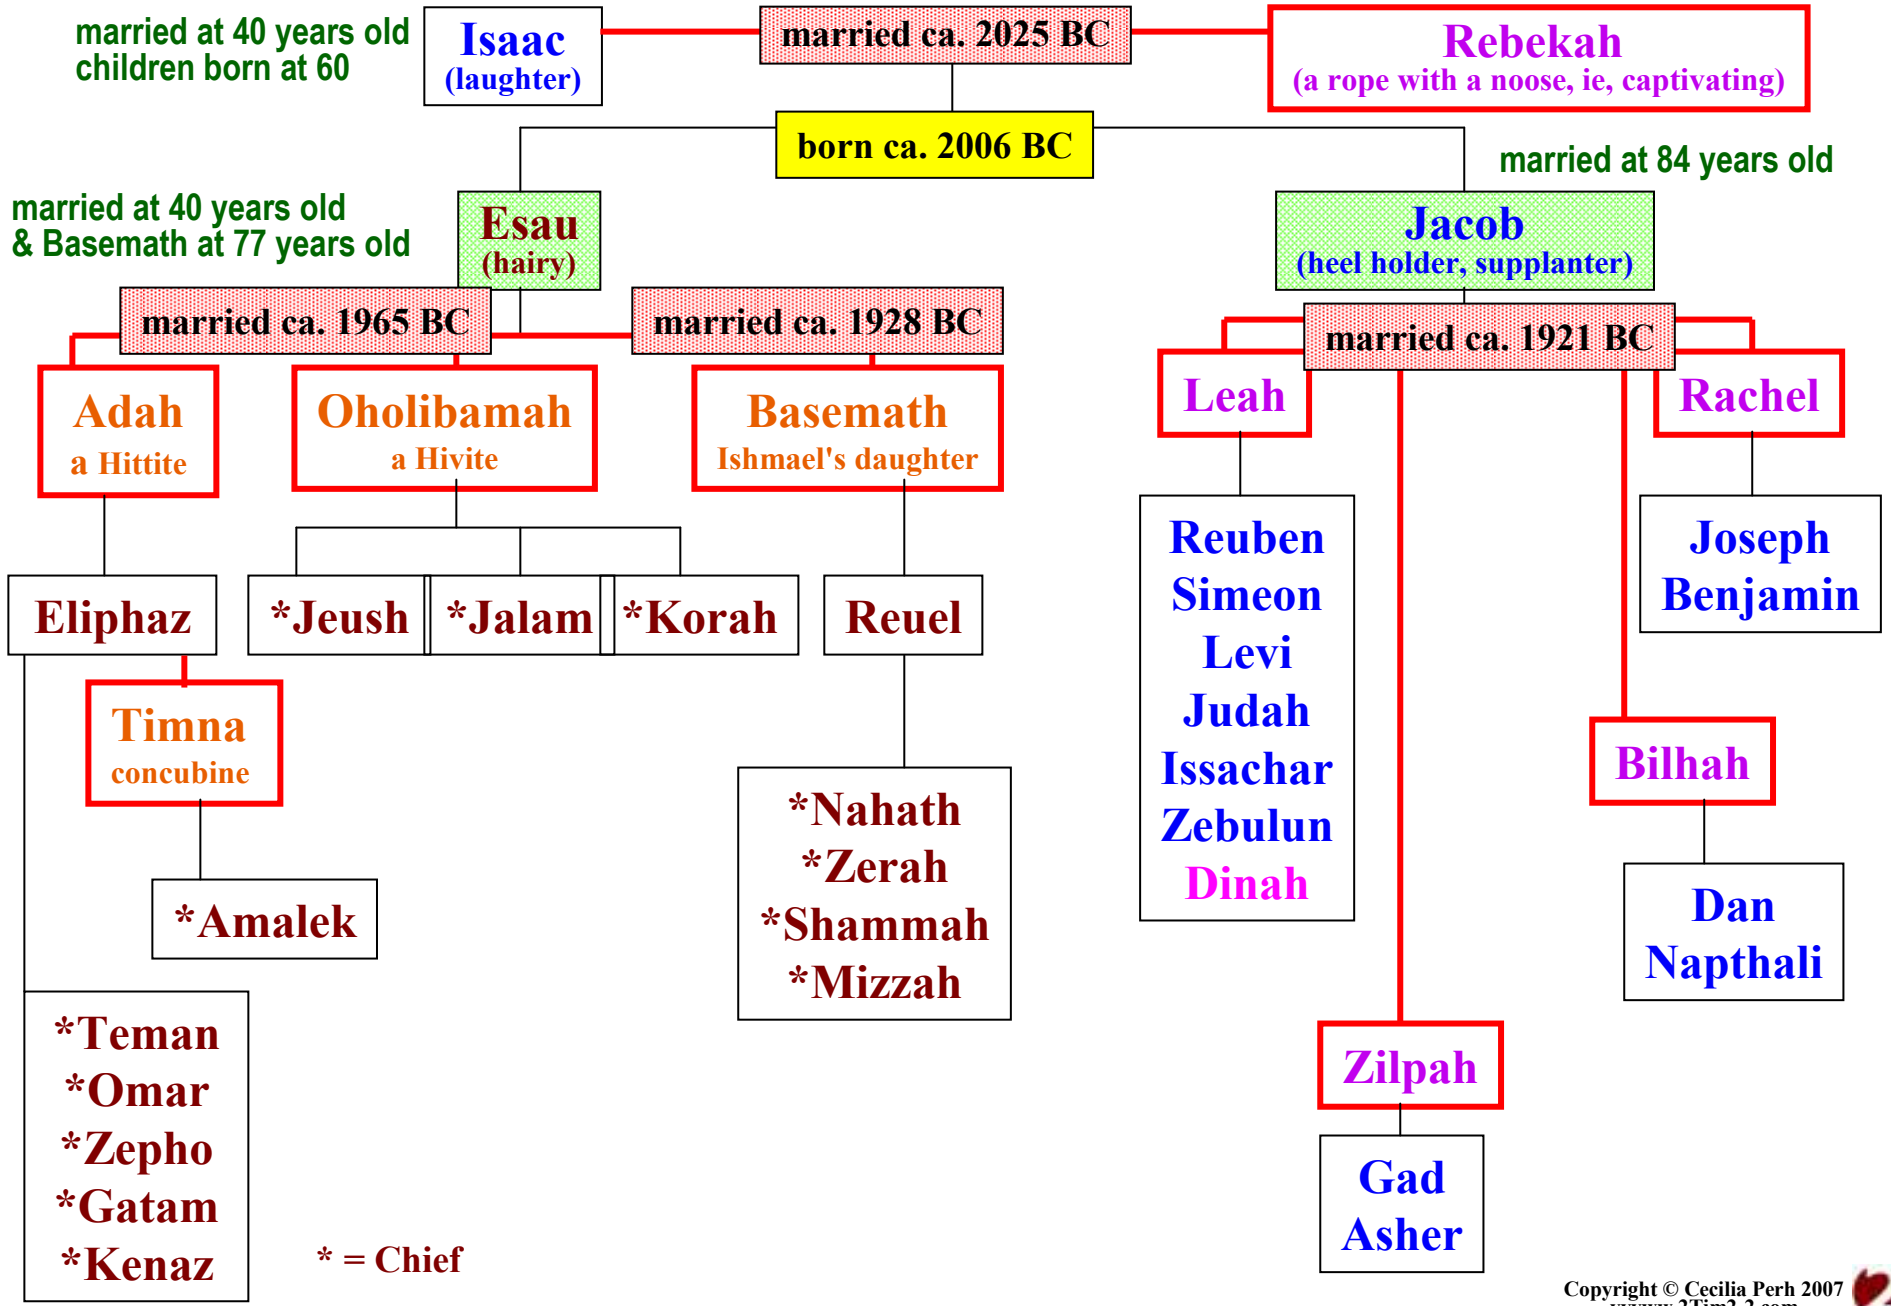 married at 40 years old
children born at 60
Isaac
(laughter)
married ca. 2025 BC
Rebekah
(a rope with a noose, ie, captivating)
born ca. 2006 BC
married at 84 years old
married at 40 years old
& Basemath at 77 years old
Esau
(hairy)
Jacob
(heel holder, supplanter)
married ca. 1965 BC
married ca. 1928 BC
married ca. 1921 BC
Adah
a Hittite
Oholibamah
a Hivite
Basemath
Ishmael's daughter
Leah
Rachel
Eliphaz
*Jeush
*Jalam
*Korah
Reuel
Reuben
Simeon
Levi
Judah
Issachar
Zebulun
Dinah
Joseph
Benjamin
Timna
concubine
Bilhah
*Amalek
*Nahath
*Zerah
*Shammah
*Mizzah
Dan
Napthali
*Teman
*Omar
*Zepho
*Gatam
*Kenaz
Zilpah
Gad
Asher
* = Chief
Copyright © Cecilia Perh 2007